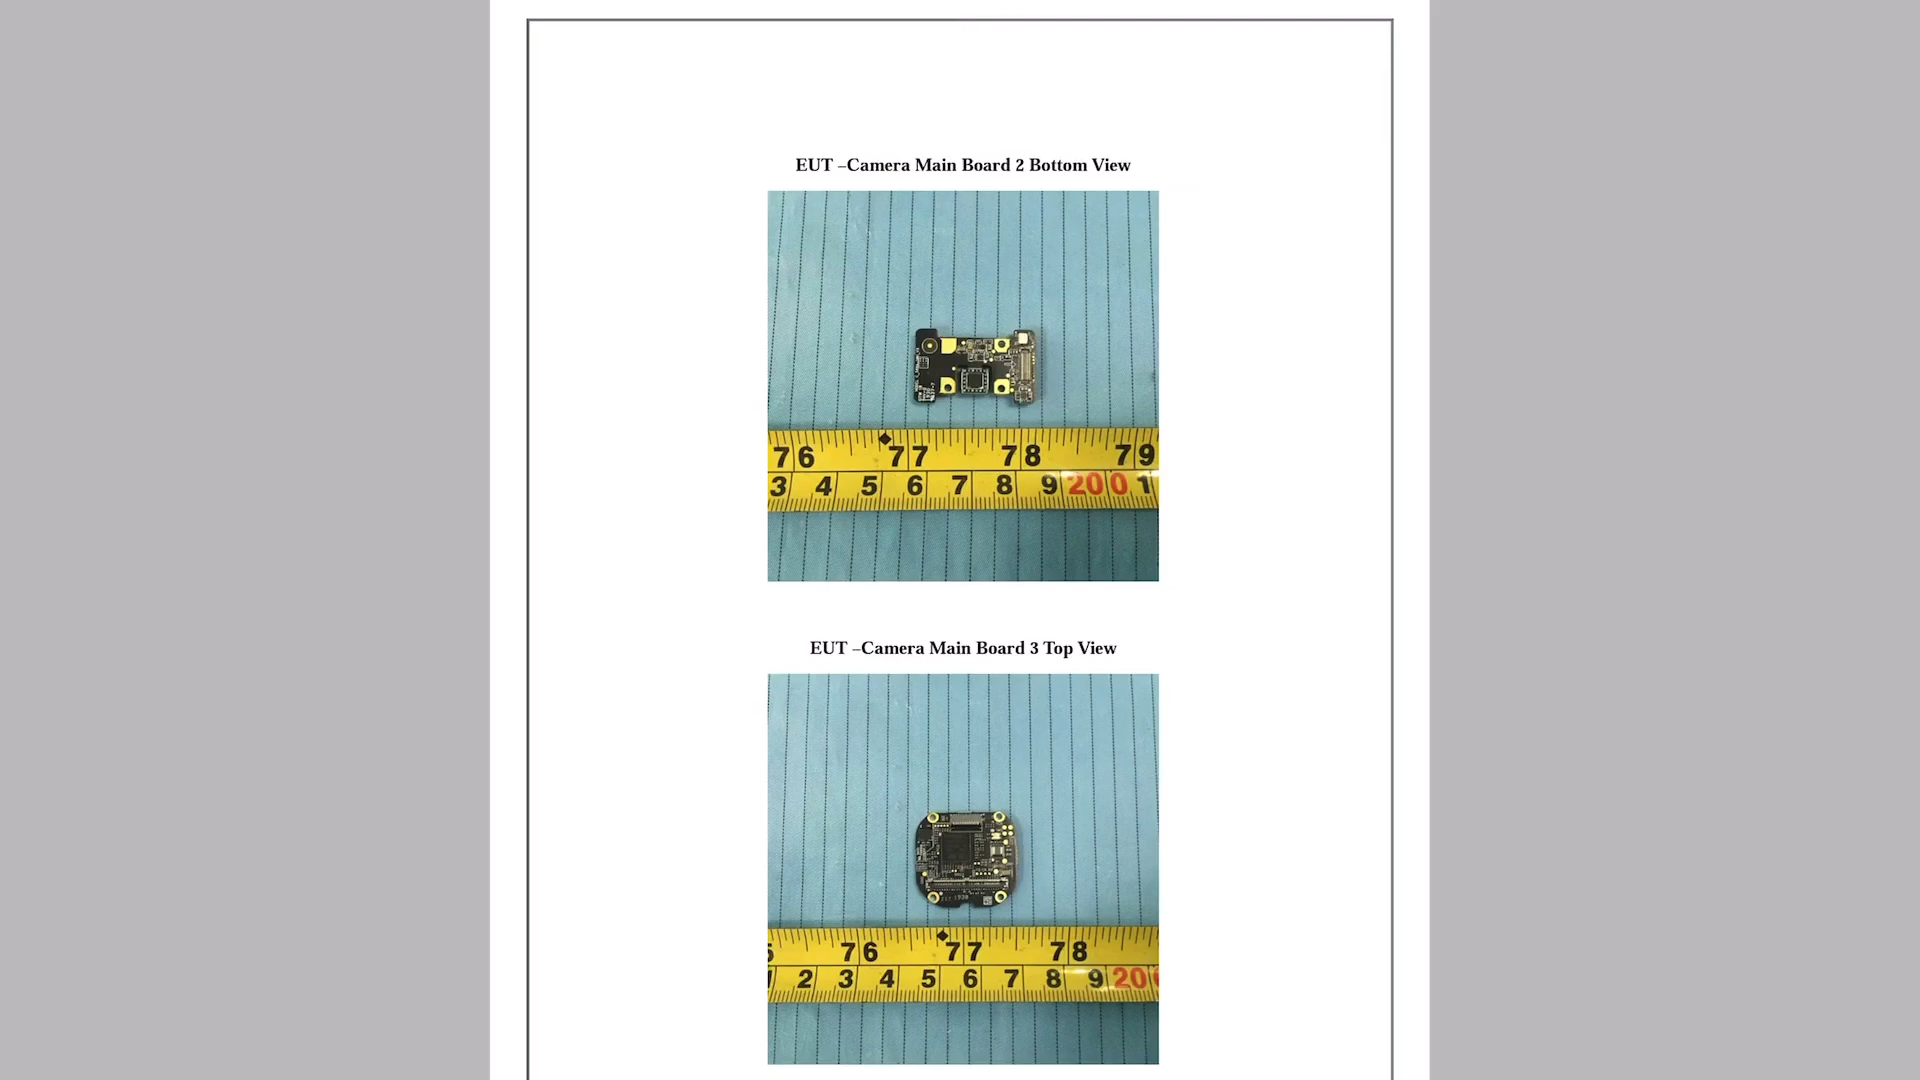 EUT –Camera Main Board 2 Bottom View
76 77 78 79
3 4 5 6 7 8 9 200 1
EUT –Camera Main Board 3 Top View
76 77 78
2 3 4 5 6 7 8 9 20